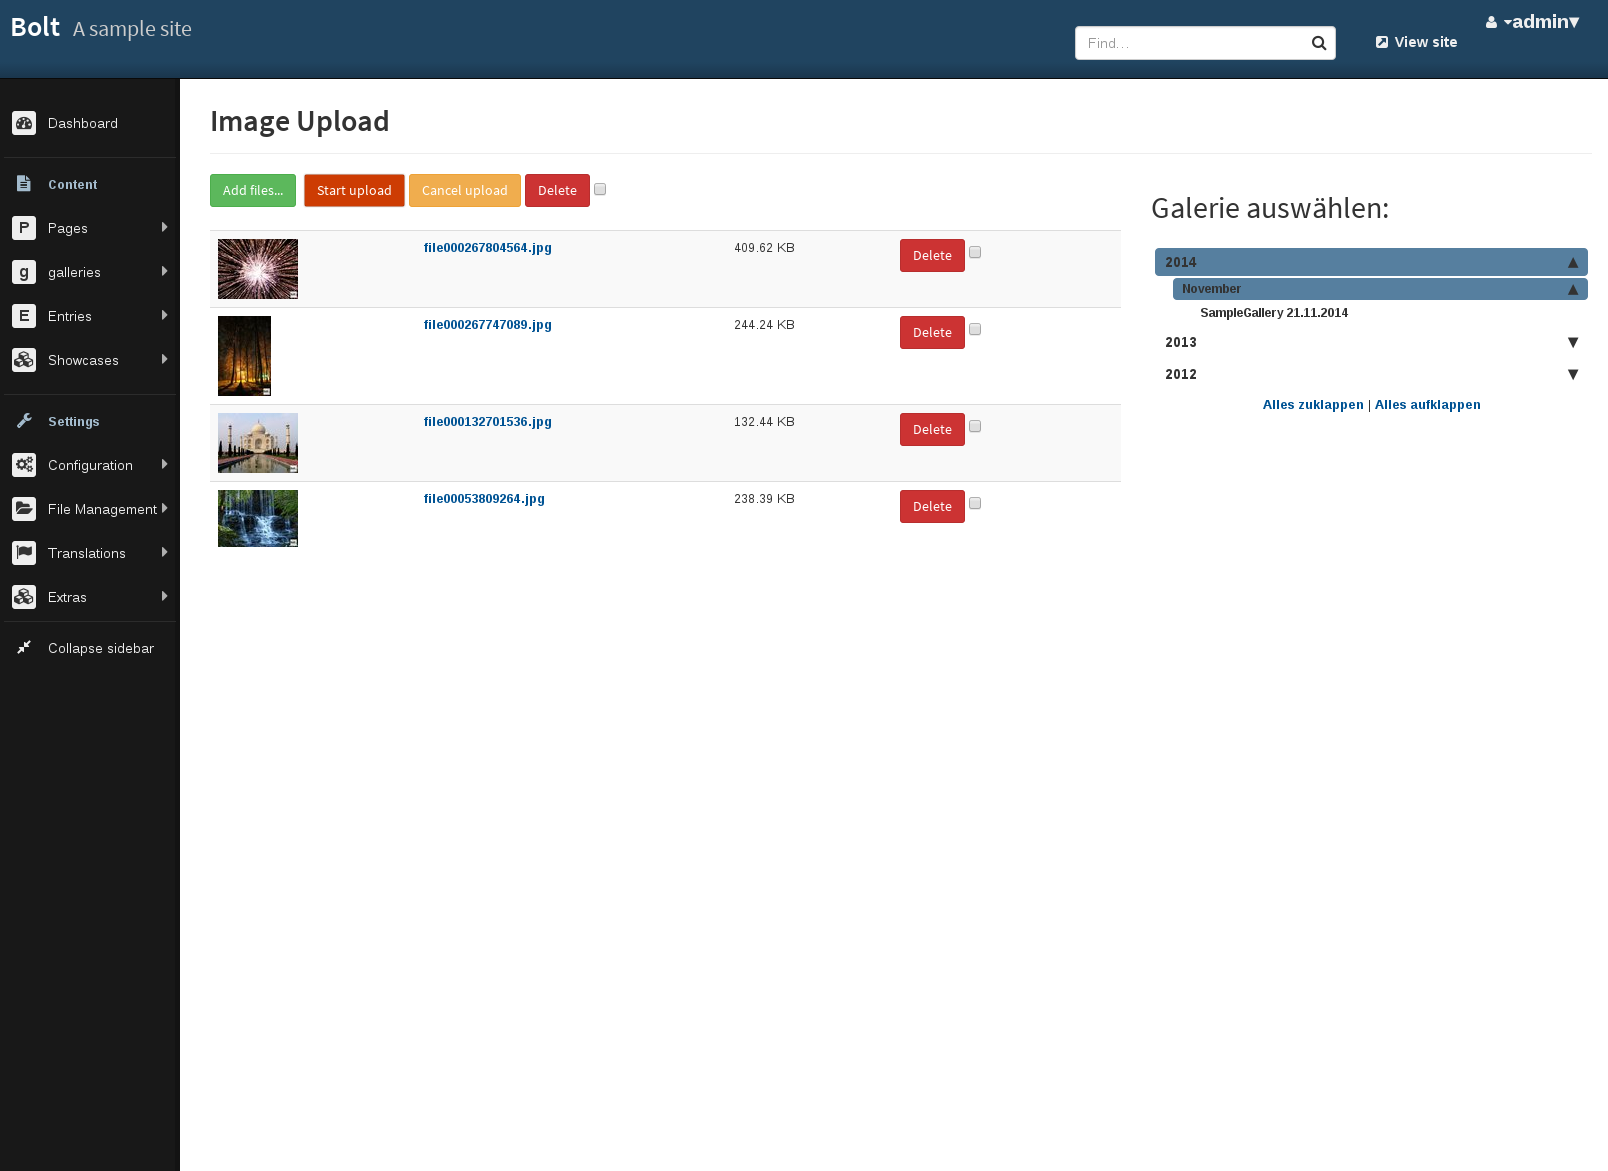 Bolt A sample site
Find...
View site
admin▾
Dashboard
Content
P Pages
g galleries
E Entries
Showcases
Settings
Configuration
File Management
Translations
Extras
Collapse sidebar
Image Upload
Add files... Start upload Cancel upload Delete
file000267804564.jpg 409.62 KB Delete
file000267747089.jpg 244.24 KB Delete
file000132701536.jpg 132.44 KB Delete
file00053809264.jpg 238.39 KB Delete
Galerie auswählen:
2014 ▲
November ▲
SampleGallery 21.11.2014
2013 ▼
2012 ▼
Alles zuklappen | Alles aufklappen